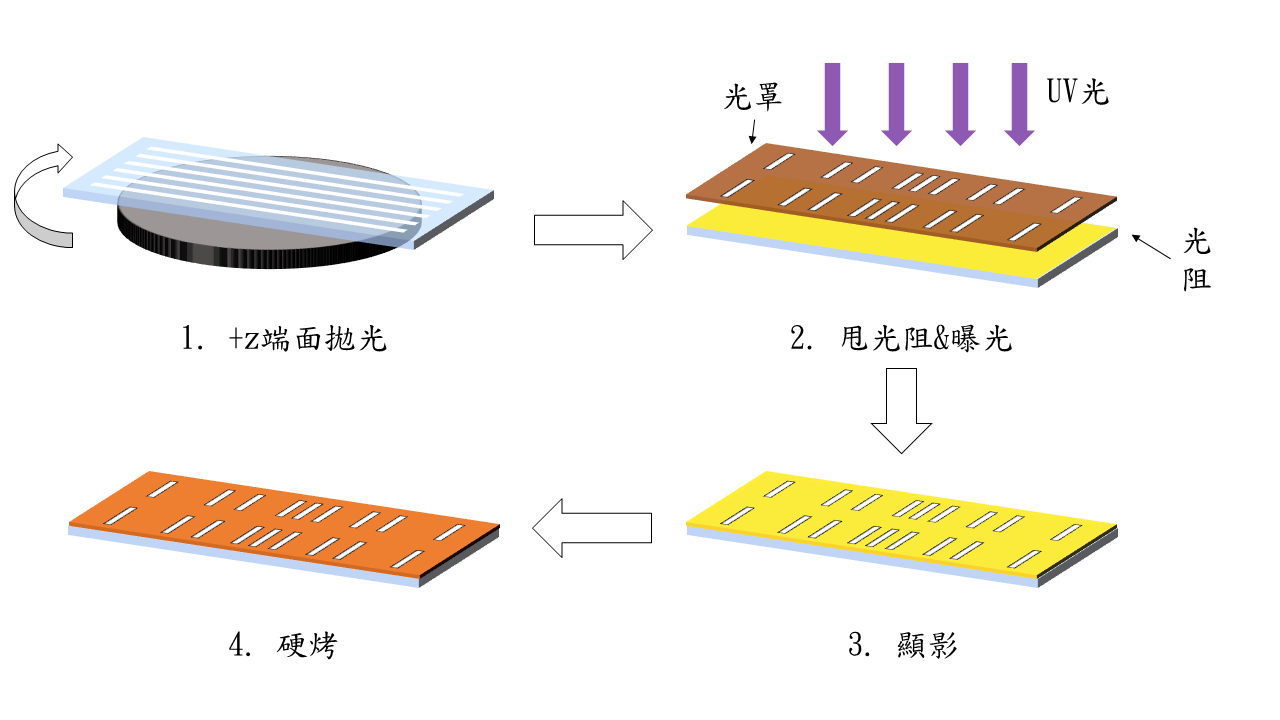 光罩
UV光
光
阻
1. +z端面拋光
2. 甩光阻&曝光
4. 硬烤
3. 顯影